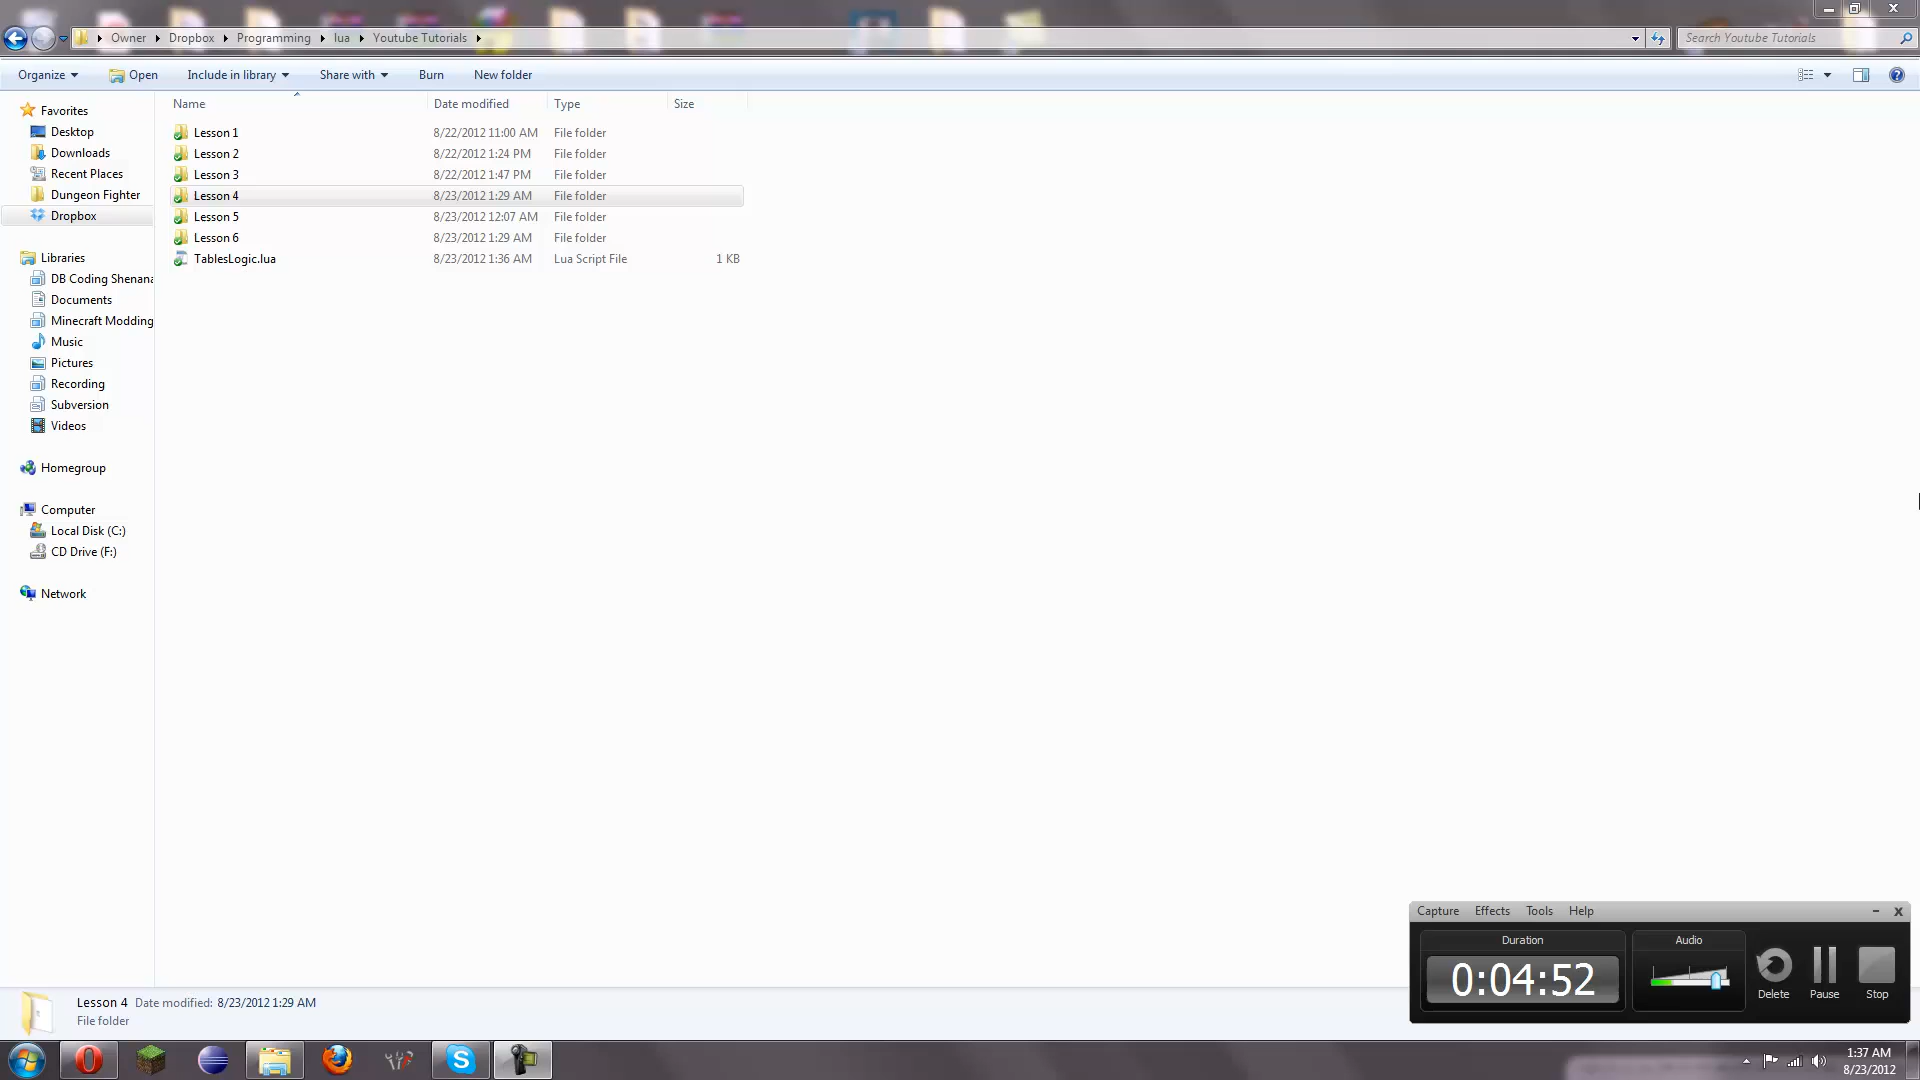 Owner Dropbox Programming lua Youtube Tutorials
Search Youtube Tutorials
Organize Open Include in library Share with Burn New folder
Name Date modified Type Size
Favorites
Desktop
Downloads
Recent Places
Dungeon Fighter
Dropbox
Libraries
DB Coding Shenana
Documents
Minecraft Modding
Music
Pictures
Recording
Subversion
Videos
Homegroup
Computer
Local Disk (C:)
CD Drive (F:)
Network
Lesson 1 8/22/2012 11:00 AM File folder
Lesson 2 8/22/2012 1:24 PM File folder
Lesson 3 8/22/2012 1:47 PM File folder
Lesson 4 8/23/2012 1:29 AM File folder
Lesson 5 8/23/2012 12:07 AM File folder
Lesson 6 8/23/2012 1:29 AM File folder
TablesLogic.lua 8/23/2012 1:36 AM Lua Script File 1 KB
Capture Effects Tools Help
Duration Audio
0:04:52
Delete Pause Stop
Lesson 4 Date modified: 8/23/2012 1:29 AM
File folder
1:37 AM
8/23/2012